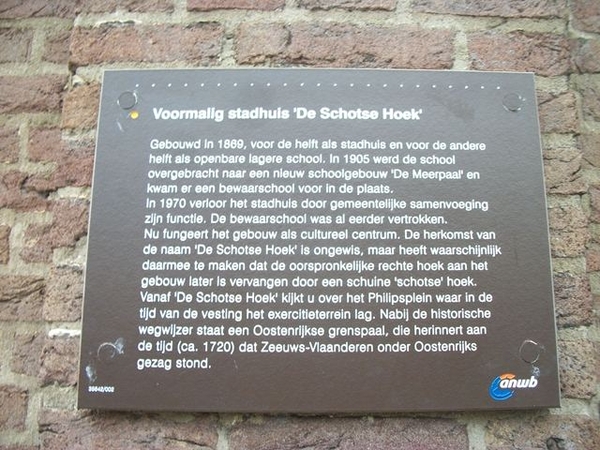 Voormalig stadhuis 'De Schotse Hoek'
Gebouwd in 1869, voor de helft als stadhuis en voor de andere
helft als openbare lagere school. In 1905 werd de school
overgebracht naar een nieuw schoolgebouw 'De Meerpaal' en
kwam er een bewaarschool voor in de plaats.
In 1970 verloor het stadhuis door gemeentelijke samenvoeging
zijn functie. De bewaarschool was al eerder vertrokken.
Nu fungeert het gebouw als cultureel centrum. De herkomst van
de naam 'De Schotse Hoek' is ongewis, maar heeft waarschijnlijk
daarmee te maken dat de oorspronkelijke rechte hoek aan het
gebouw later is vervangen door een schuine 'schotse' hoek.
Vanaf 'De Schotse Hoek' kijkt u over het Philipsplein waar in de
tijd van de vesting het exercitieterrein lag. Nabij de historische
wegwijzer staat een Oostenrijkse grenspaal, die herinnert aan
de tijd (ca. 1720) dat Zeeuws-Vlaanderen onder Oostenrijks
gezag stond.
anwb